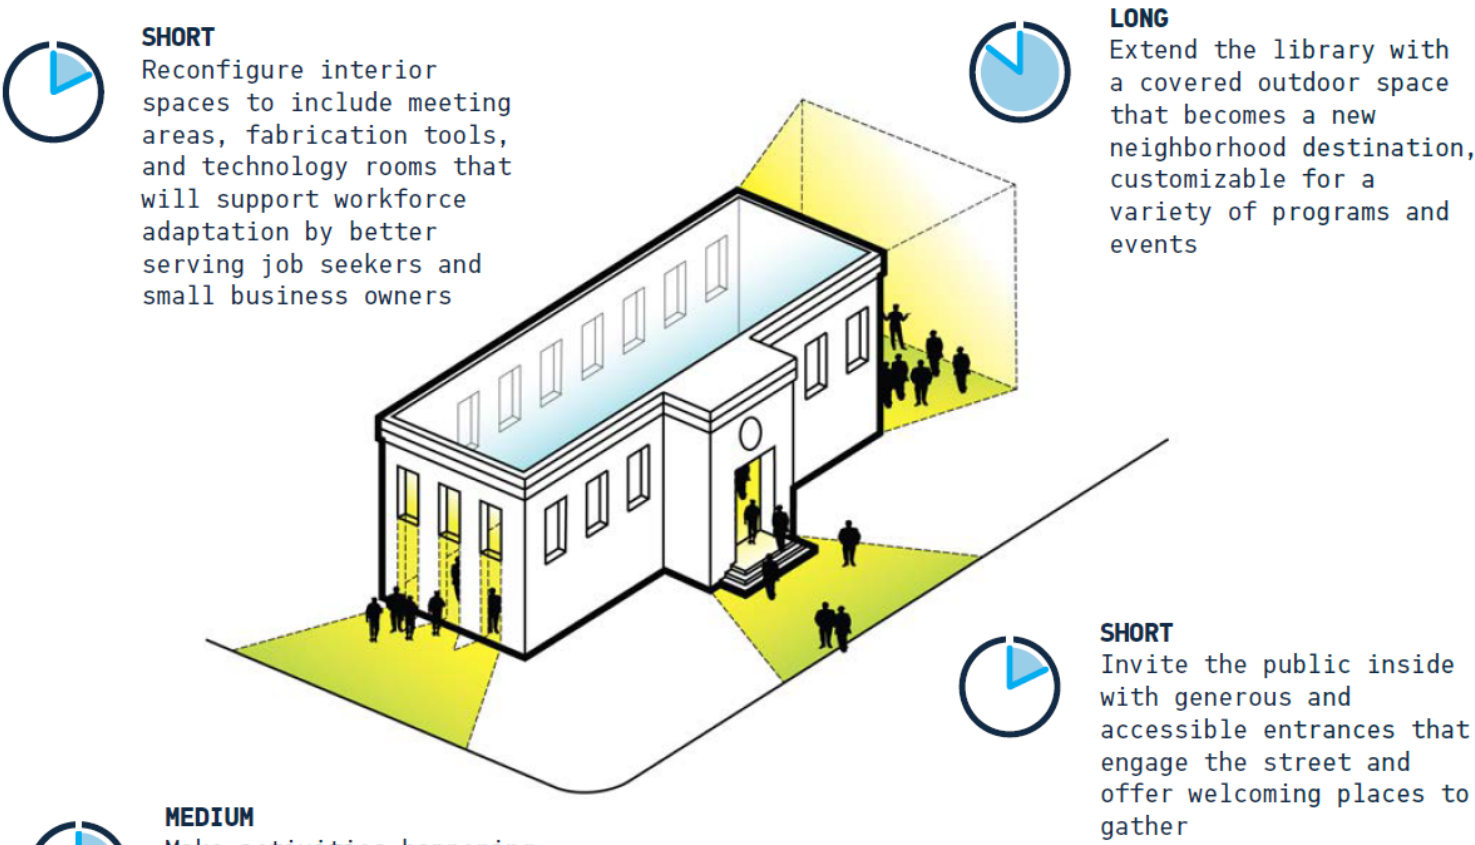 SHORT
Reconfigure interior
spaces to include meeting
areas, fabrication tools,
and technology rooms that
will support workforce
adaptation by better
serving job seekers and
small business owners
LONG
Extend the library with
a covered outdoor space
that becomes a new
neighborhood destination,
customizable for a
variety of programs and
events
SHORT
Invite the public inside
with generous and
accessible entrances that
engage the street and
offer welcoming places to
gather
MEDIUM
Make activities happening